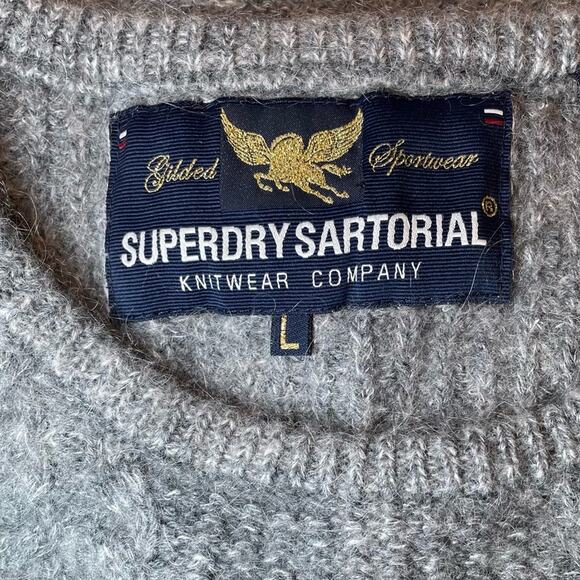 Gilded Sportwear
SUPERDRY SARTORIAL®
KNITWEAR COMPANY
L